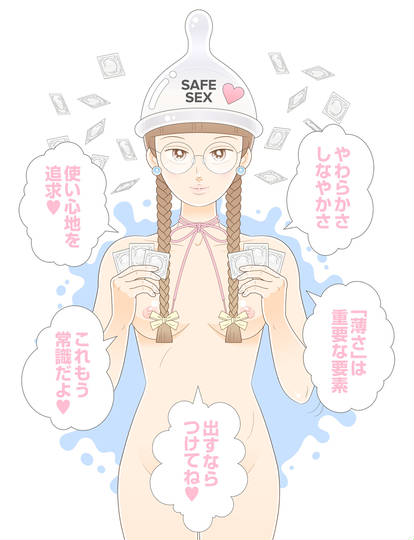 SAFE
SEX
やわらかさ
しなやかさ
使い心地を
追求♥
「薄さ」は
重要な要素
これもう
常識だよ♥
出すなら
つけてね♥